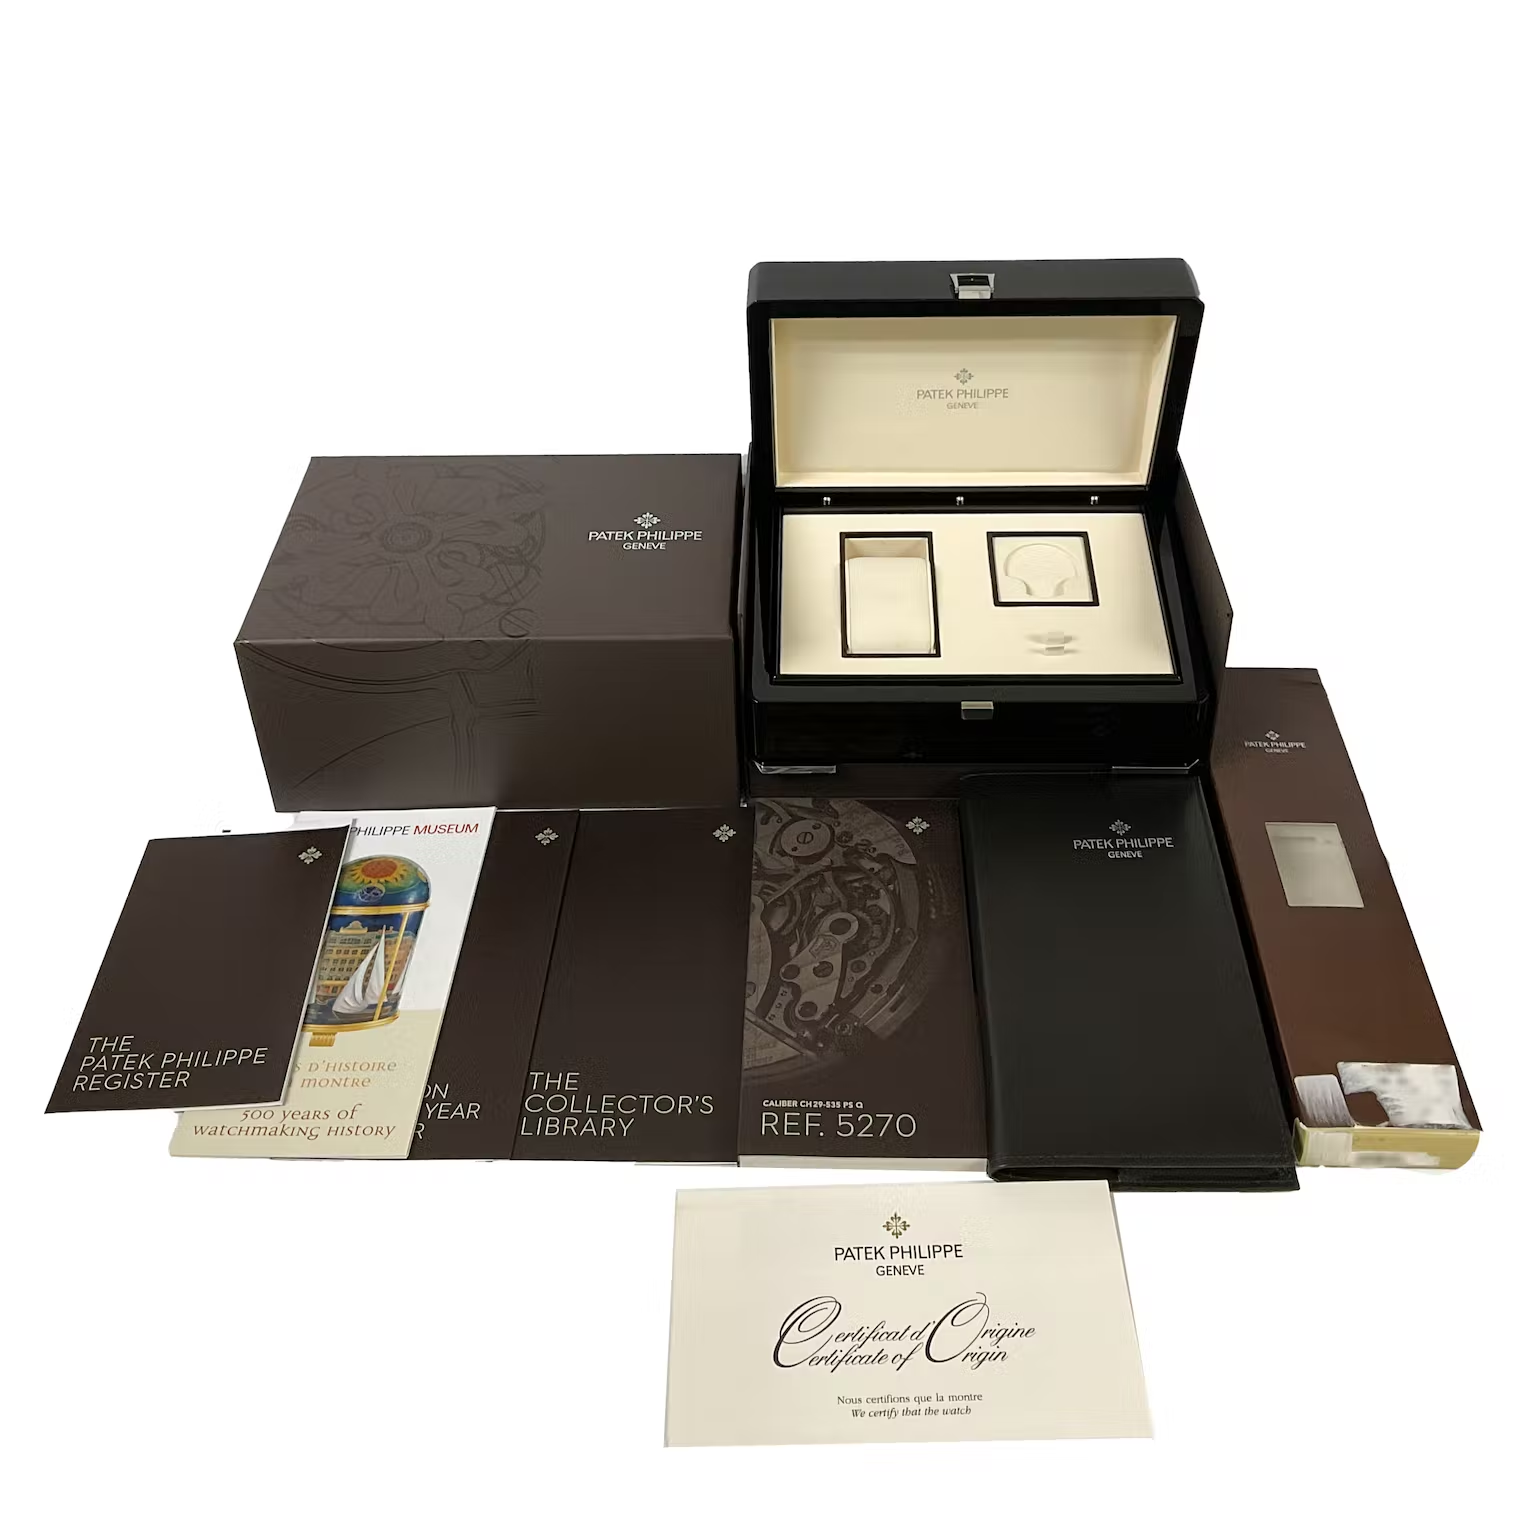 PATEK PHILIPPE
GENEVE
PATEK PHILIPPE
GENEVE
PATEK PHILIPPE
GENEVE
THE
PATEK PHILIPPE
REGISTER
PHILIPPE MUSEUM
D'HISTOIRE
MONTRE
500 years of
watchmaking history
YEAR
THE
COLLECTOR'S
LIBRARY
CALIBER CH 29-535 PS Q
REF. 5270
PATEK PHILIPPE
GENEVE
PATEK PHILIPPE
GENEVE
Certificat d'Origine
Certificate of Origin
Nous certifions que la montre
We certify that the watch